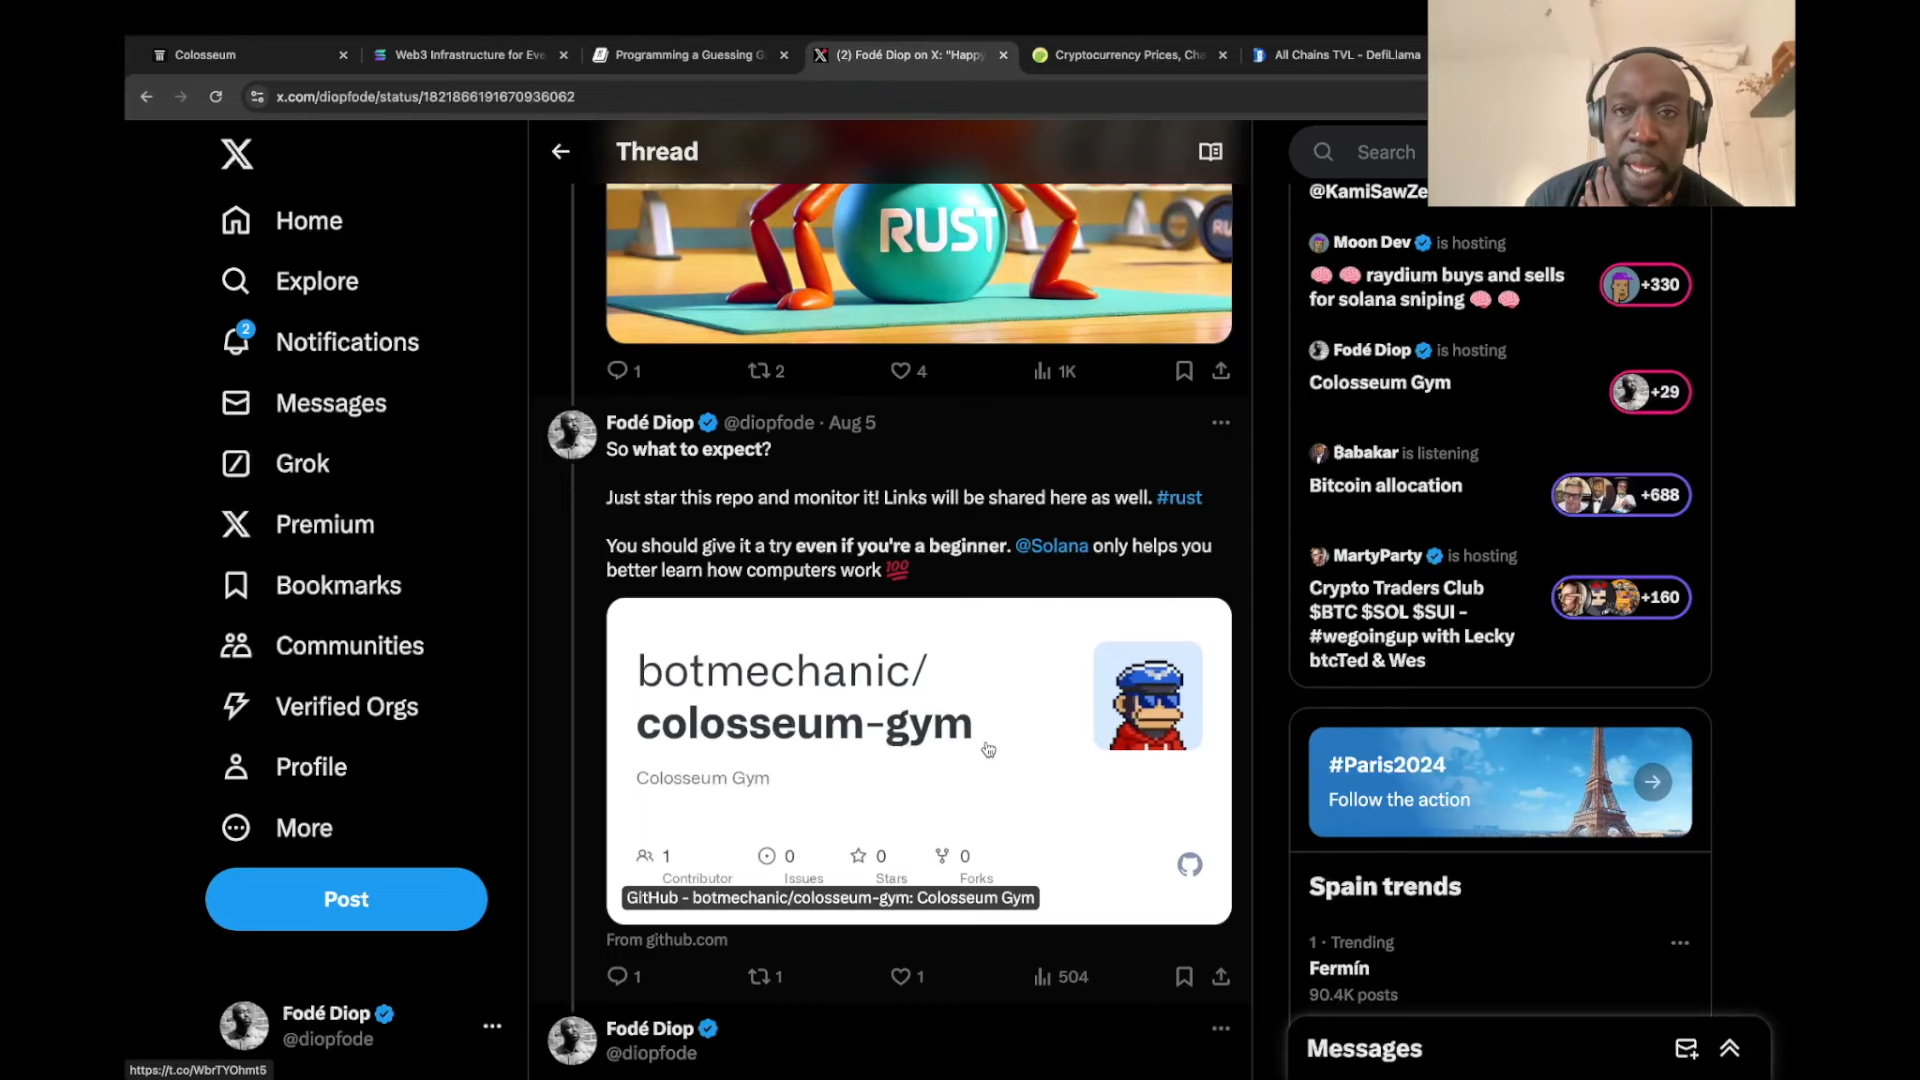 Colosseum
Web3 Infrastructure for Eve
Programming a Guessing G
(2) Fodé Diop on X: "Happy
Cryptocurrency Prices, Cha
All Chains TVL - DefiLlama
x.com/diopfode/status/1821866191670936062
Home
Explore
2
Notifications
Messages
Grok
Premium
Bookmarks
Communities
Verified Orgs
Profile
More
Post
Fodé Diop
@diopfode
https://t.co/WbrTYOhmt5
Thread
RUST
1
2
4
1K
Fodé Diop @diopfode · Aug 5
So what to expect?
Just star this repo and monitor it! Links will be shared here as well. #rust
You should give it a try even if you're a beginner. @Solana only helps you
better learn how computers work 💯
botmechanic/
colosseum-gym
Colosseum Gym
1
Contributor
0
Issues
0
Stars
0
Forks
GitHub - botmechanic/colosseum-gym: Colosseum Gym
From github.com
1
1
1
504
Fodé Diop
@diopfode
Search
@KamiSawZe
Moon Dev is hosting
🧠 🧠 raydium buys and sells
for solana sniping 🧠 🧠
+330
Fodé Diop is hosting
Colosseum Gym
+29
Babakar is listening
Bitcoin allocation
+688
MartyParty is hosting
Crypto Traders Club
$BTC $SOL $SUI -
#wegoingup with Lecky
btcTed & Wes
+160
#Paris2024
Follow the action
Spain trends
1 · Trending
Fermín
90.4K posts
Messages